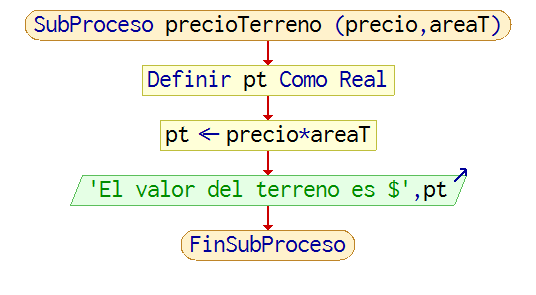 SubProceso precioTerreno (precio,areaT)
Definir pt Como Real
pt ← precio*areaT
'El valor del terreno es $',pt
FinSubProceso